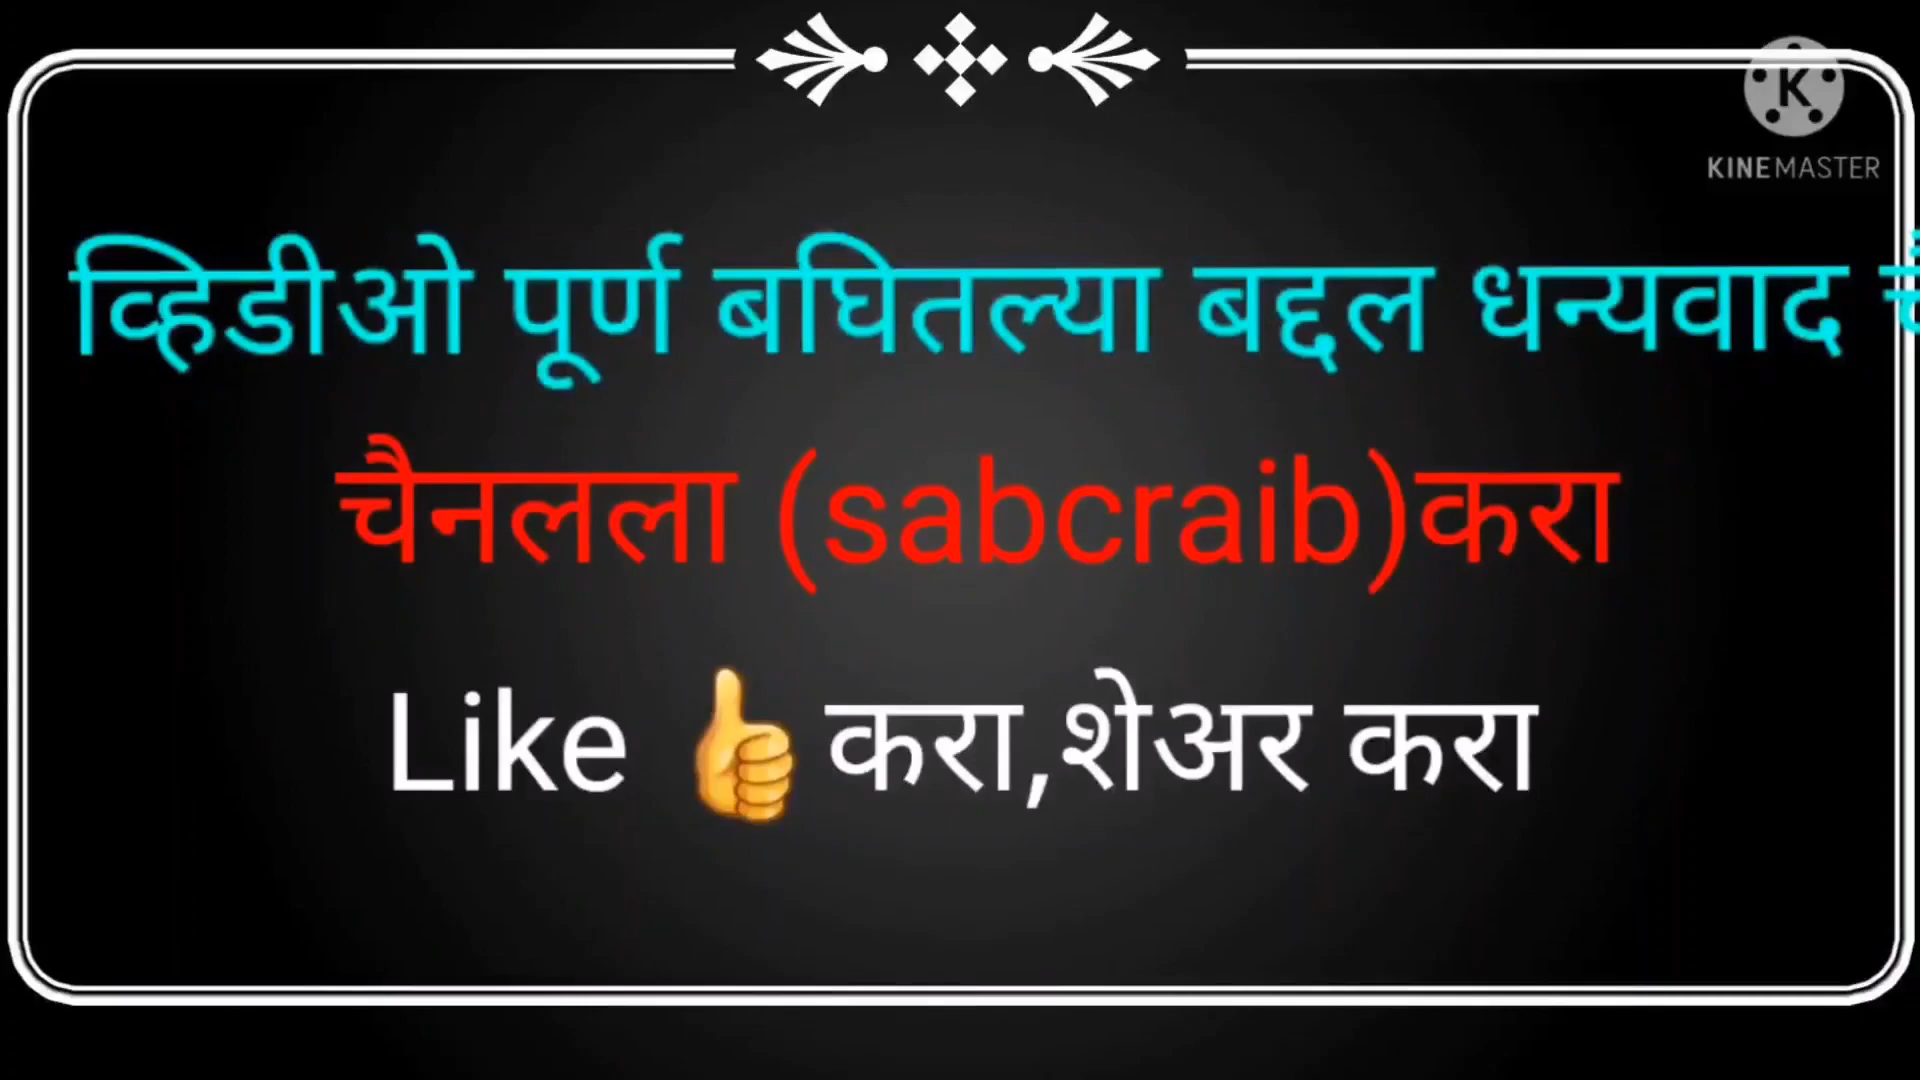 KINEMASTER
व्हिडीओ पूर्ण बघितल्या बद्दल धन्यवाद
चैनलला (sabcraib)करा
Like 👍 करा,शेअर करा